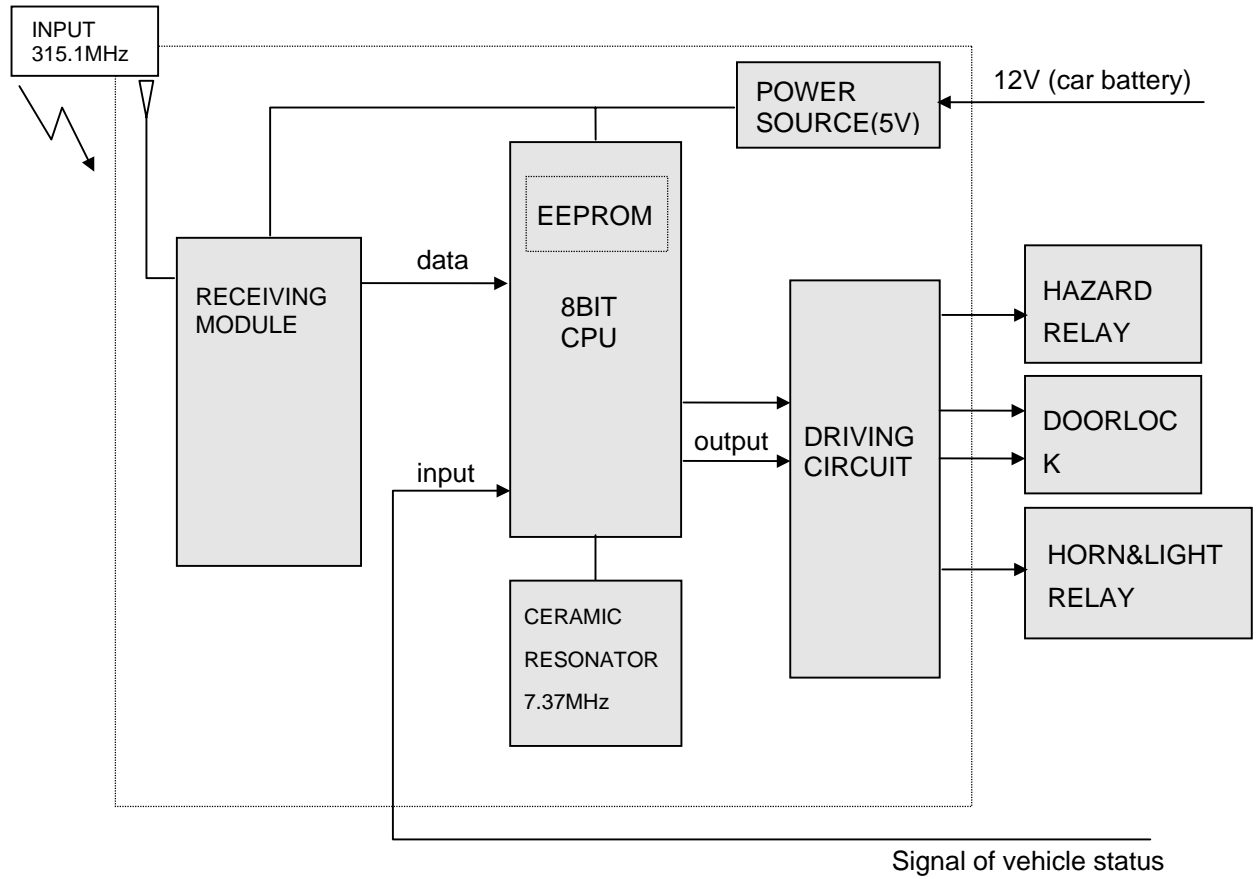 INPUT
315.1MHz
POWER
SOURCE(5V)
12V (car battery)
EEPROM
8BIT
CPU
data
RECEIVING
MODULE
input
output
DRIVING
CIRCUIT
HAZARD
RELAY
DOORLOC
K
HORN&LIGHT
RELAY
CERAMIC
RESONATOR
7.37MHz
Signal of vehicle status